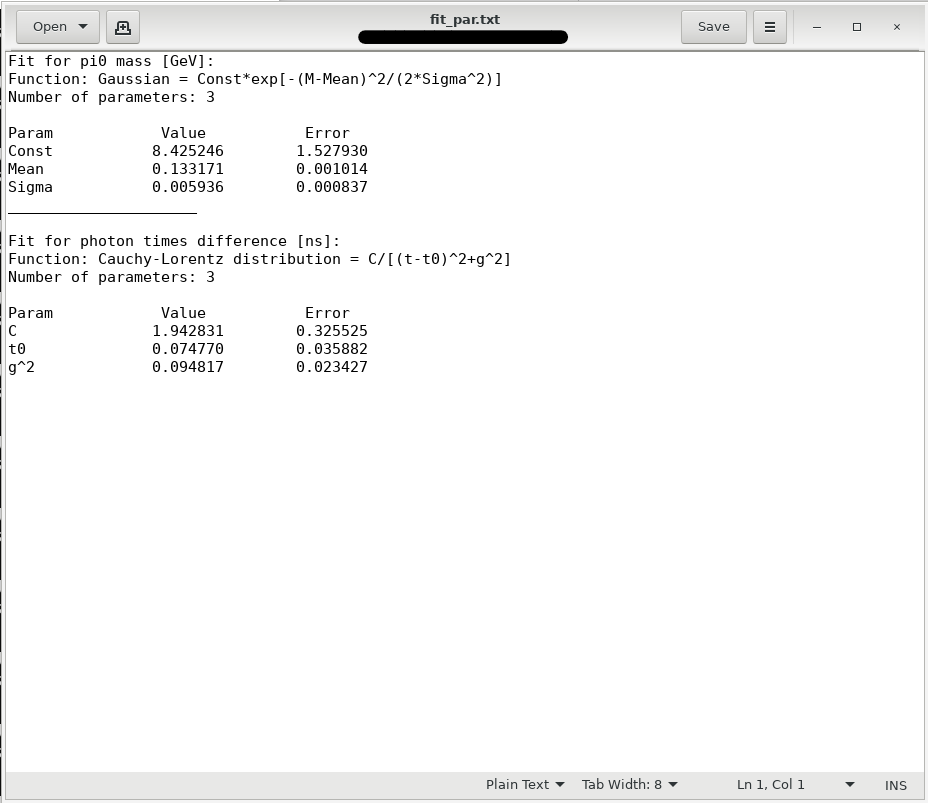 Open
fit_par.txt
Save
Fit for pi0 mass [GeV]:
Function: Gaussian = Const*exp[-(M-Mean)^2/(2*Sigma^2)]
Number of parameters: 3
Param Value Error
Const 8.425246 1.527930
Mean 0.133171 0.001014
Sigma 0.005936 0.000837
_____________________
Fit for photon times difference [ns]:
Function: Cauchy-Lorentz distribution = C/[(t-t0)^2+g^2]
Number of parameters: 3
Param Value Error
C 1.942831 0.325525
t0 0.074770 0.035882
g^2 0.094817 0.023427
Plain Text Tab Width: 8 Ln 1, Col 1 INS